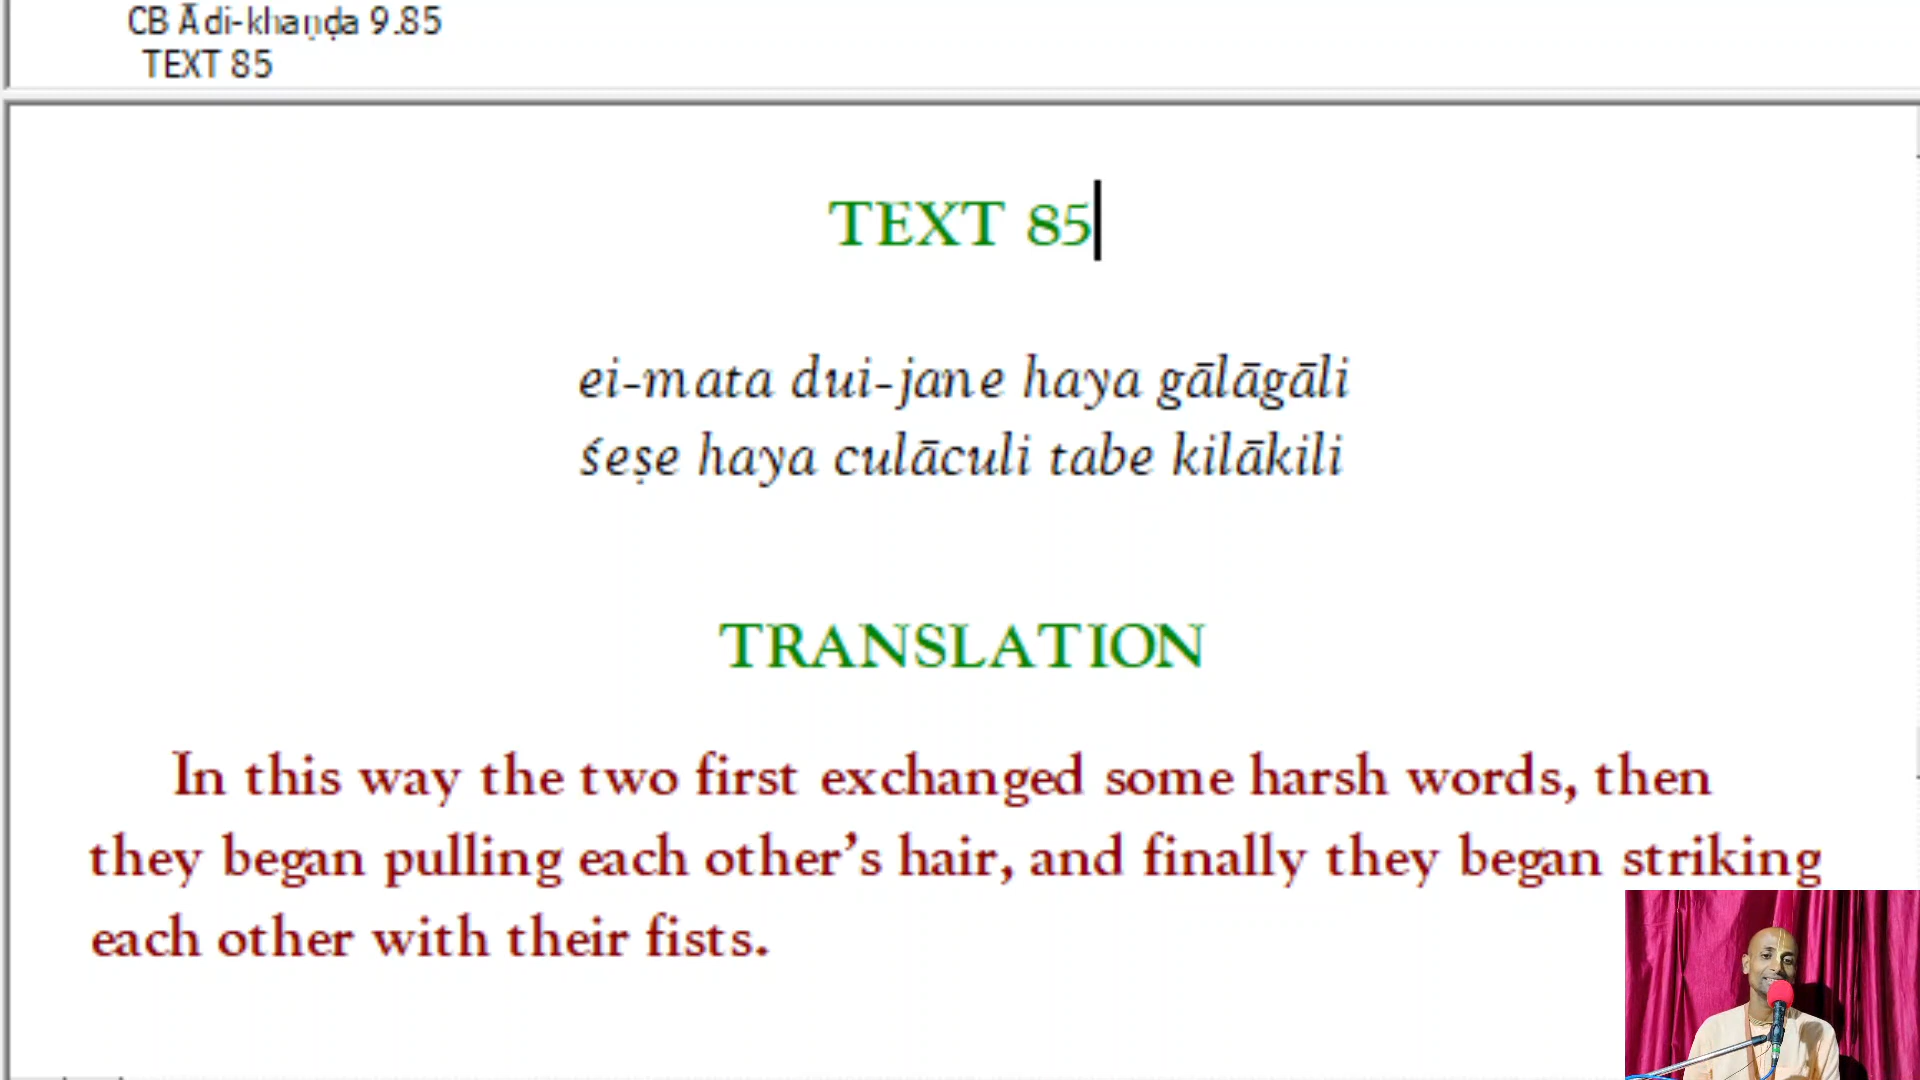 CB Ādi-khaṇḍa 9.85
TEXT 85
TEXT 85
ei-mata dui-jane haya gālāgāli
śeṣe haya culāculi tabe kilākili
TRANSLATION
In this way the two first exchanged some harsh words, then
they began pulling each other’s hair, and finally they began striking
each other with their fists.